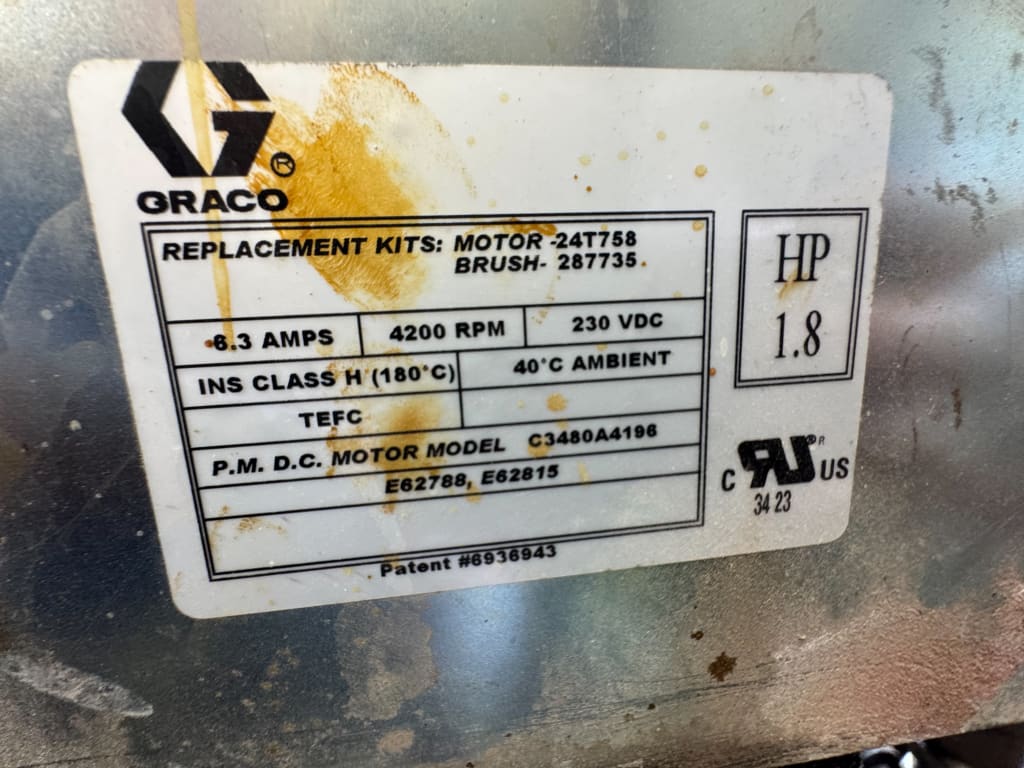 GRACO ®
REPLACEMENT KITS: MOTOR -24T758
BRUSH- 287735
6.3 AMPS 4200 RPM 230 VDC
INS CLASS H (180°C) 40°C AMBIENT
TEFC
P.M. D.C. MOTOR MODEL C3480A4196
E62788, E62815
Patent #6936943
HP
1.8
C RU ® US
34 23